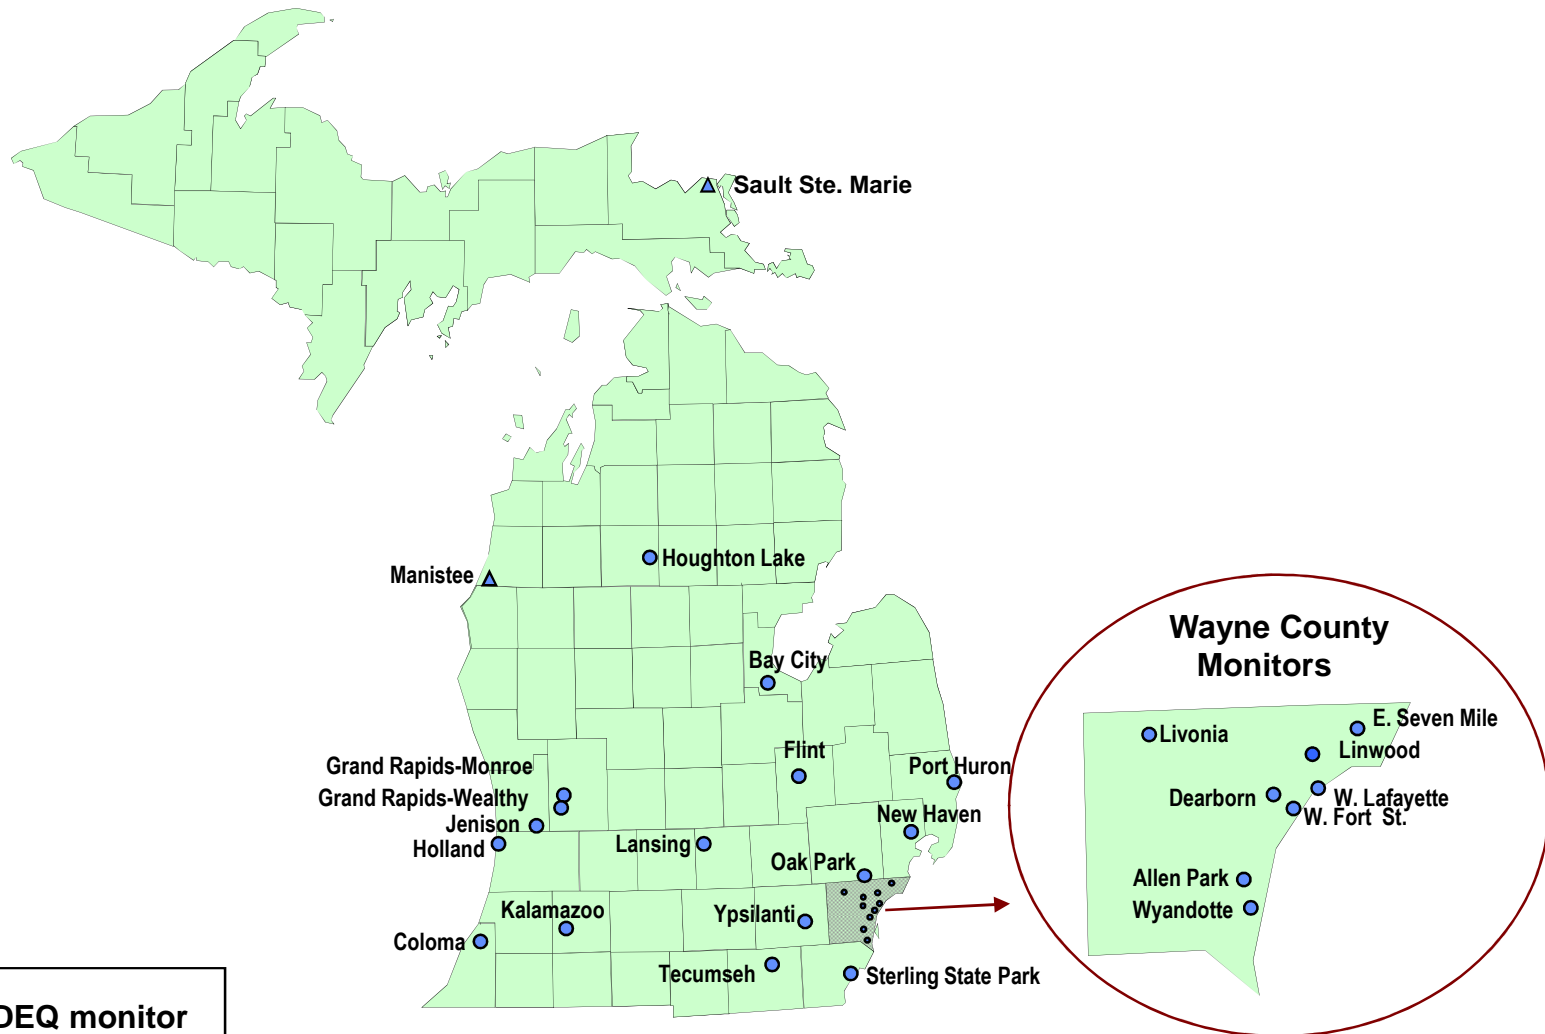 Sault Ste. Marie
Houghton Lake
Manistee
Wayne County
Monitors
Bay City
E. Seven Mile
Livonia
Linwood
Flint
Port Huron
Grand Rapids-Monroe
Grand Rapids-Wealthy
Dearborn
W. Lafayette
W. Fort St.
New Haven
Jenison
Holland
Lansing
Oak Park
Allen Park
Wyandotte
Kalamazoo
Ypsilanti
Coloma
Tecumseh
Sterling State Park
DEQ monitor